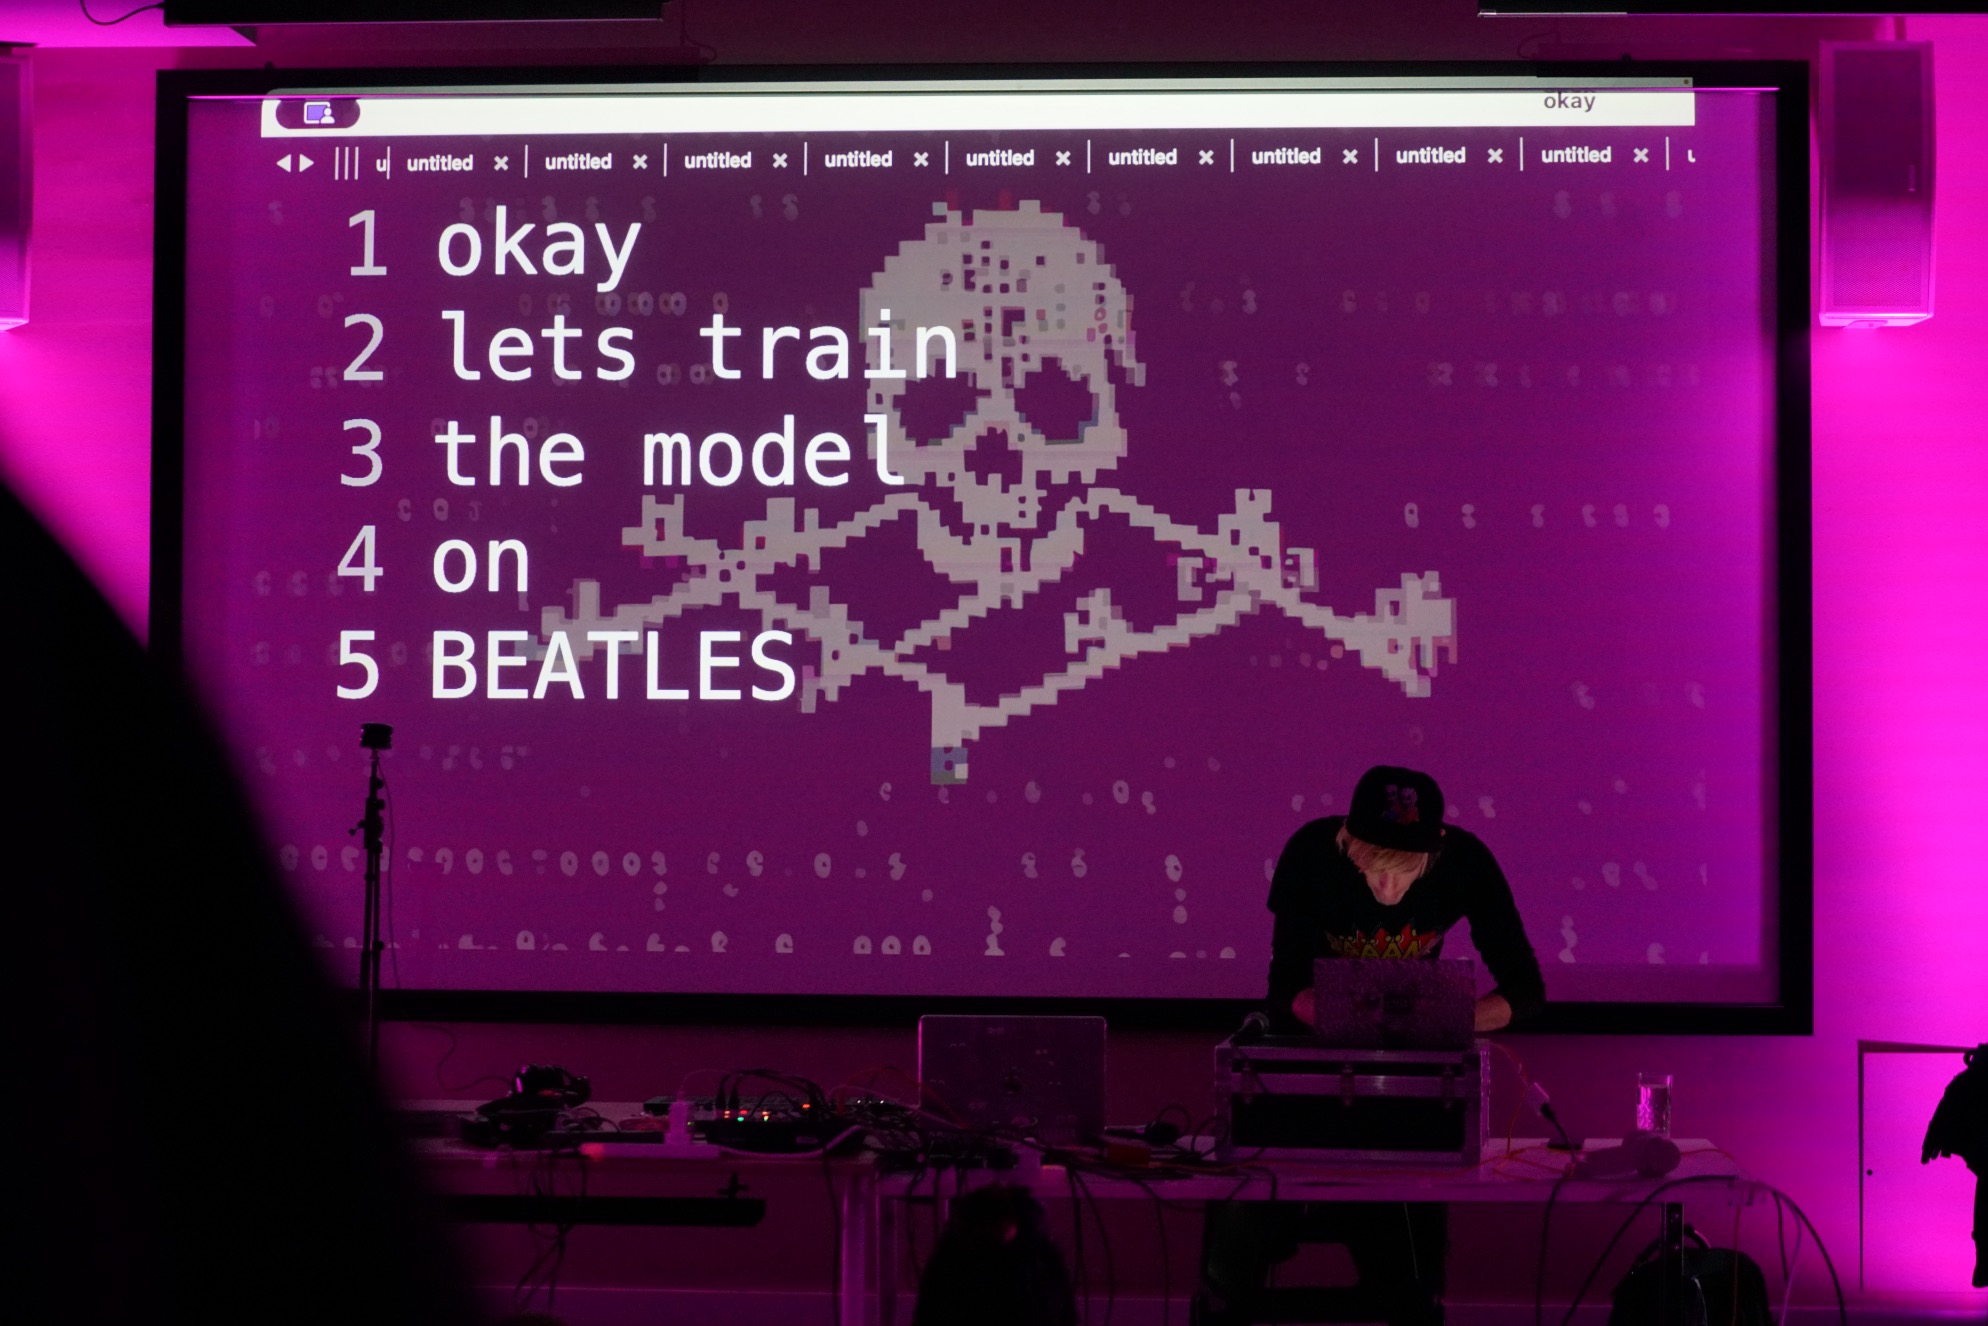 okay
untitled × untitled × untitled × untitled × untitled × untitled × untitled × untitled × untitled ×
1 okay
2 lets train
3 the model
4 on
5 BEATLES